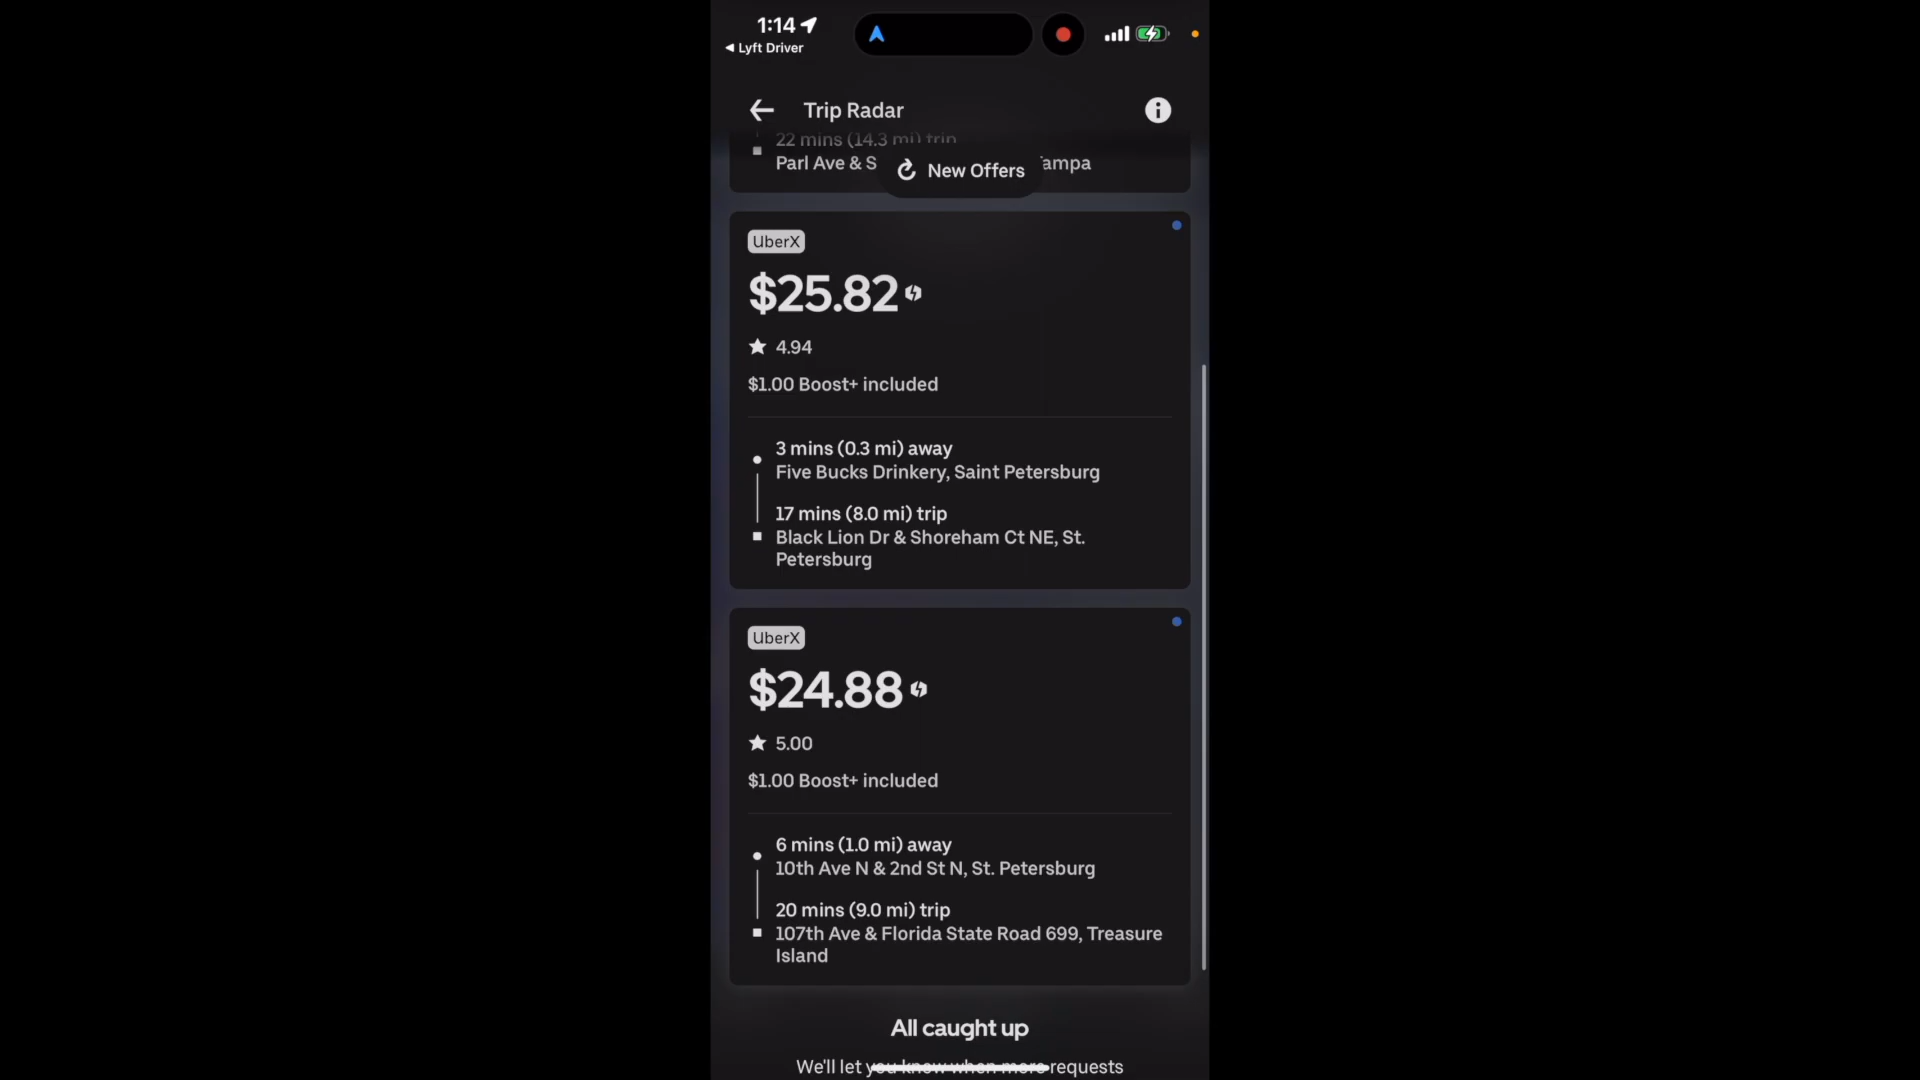 1:14
Lyft Driver
Trip Radar
22 mins (14.3 mi) trip
Parl Ave & S
ampa
New Offers
UberX
$25.82
4.94
$1.00 Boost+ included
3 mins (0.3 mi) away
Five Bucks Drinkery, Saint Petersburg
17 mins (8.0 mi) trip
Black Lion Dr & Shoreham Ct NE, St.
Petersburg
UberX
$24.88
5.00
$1.00 Boost+ included
6 mins (1.0 mi) away
10th Ave N & 2nd St N, St. Petersburg
20 mins (9.0 mi) trip
107th Ave & Florida State Road 699, Treasure
Island
All caught up
We'll let you know when more requests